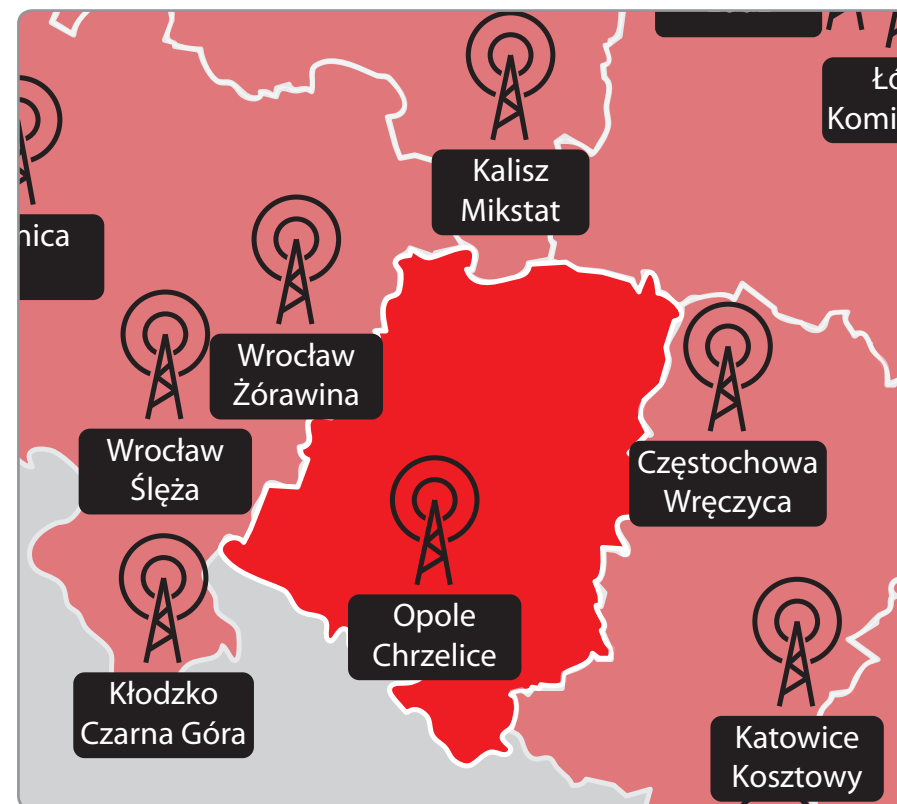 Kalisz
Mikstat
Wrocław
Żórawina
Wrocław
Ślęża
Częstochowa
Wręczyca
Opole
Chrzelice
Kłodzko
Czarna Góra
Katowice
Kosztowy